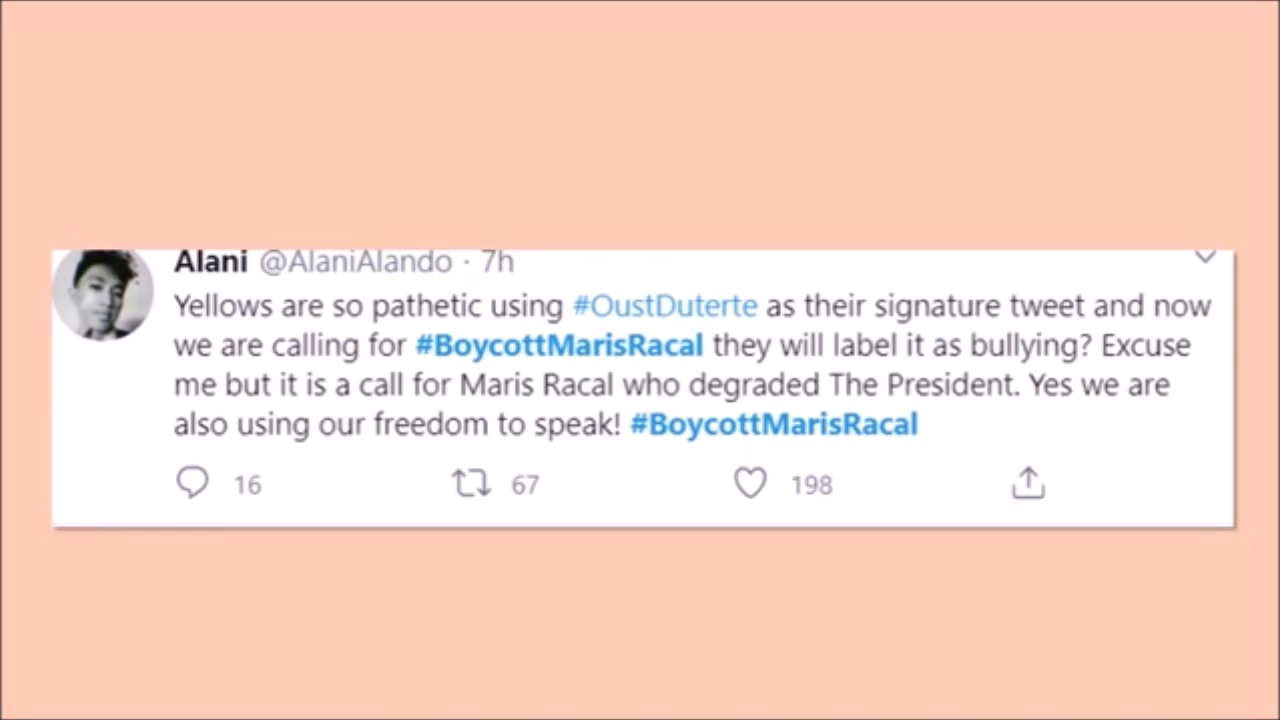 Alani @AlaniAlando · 7h
Yellows are so pathetic using #OustDuterte as their signature tweet and now
we are calling for #BoycottMarisRacal they will label it as bullying? Excuse
me but it is a call for Maris Racal who degraded The President. Yes we are
also using our freedom to speak! #BoycottMarisRacal
16 67 198